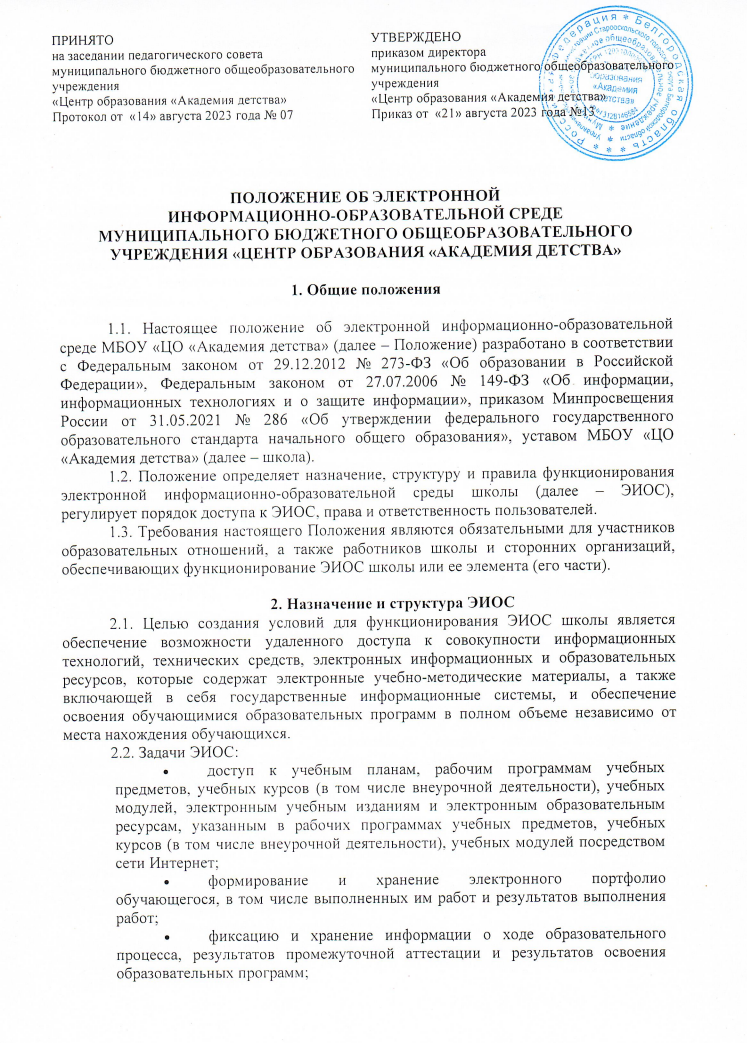 ПРИНЯТО
на заседании педагогического совета
муниципального бюджетного общеобразовательного
учреждения
«Центр образования «Академия детства»
Протокол от «14» августа 2023 года № 07
УТВЕРЖДЕНО
приказом директора
муниципального бюджетного общеобразовательного
учреждения
«Центр образования «Академия детства»
Приказ от «21» августа 2023 года №
Белгородская область
образования
«Академия
детства»
ПОЛОЖЕНИЕ ОБ ЭЛЕКТРОННОЙ
ИНФОРМАЦИОННО-ОБРАЗОВАТЕЛЬНОЙ СРЕДЕ
МУНИЦИПАЛЬНОГО БЮДЖЕТНОГО ОБЩЕОБРАЗОВАТЕЛЬНОГО
УЧРЕЖДЕНИЯ «ЦЕНТР ОБРАЗОВАНИЯ «АКАДЕМИЯ ДЕТСТВА»
1. Общие положения
1.1. Настоящее положение об электронной информационно-образовательной
среде МБОУ «ЦО «Академия детства» (далее – Положение) разработано в соответствии
с Федеральным законом от 29.12.2012 № 273-ФЗ «Об образовании в Российской
Федерации», Федеральным законом от 27.07.2006 № 149-ФЗ «Об информации,
информационных технологиях и о защите информации», приказом Минпросвещения
России от 31.05.2021 № 286 «Об утверждении федерального государственного
образовательного стандарта начального общего образования», уставом МБОУ «ЦО
«Академия детства» (далее – школа).
1.2. Положение определяет назначение, структуру и правила функционирования
электронной информационно-образовательной среды школы (далее – ЭИОС),
регулирует порядок доступа к ЭИОС, права и ответственность пользователей.
1.3. Требования настоящего Положения являются обязательными для участников
образовательных отношений, а также работников школы и сторонних организаций,
обеспечивающих функционирование ЭИОС школы или ее элемента (его части).
2. Назначение и структура ЭИОС
2.1. Целью создания условий для функционирования ЭИОС школы является
обеспечение возможности удаленного доступа к совокупности информационных
технологий, технических средств, электронных информационных и образовательных
ресурсов, которые содержат электронные учебно-методические материалы, а также
включающей в себя государственные информационные системы, и обеспечение
освоения обучающимися образовательных программ в полном объеме независимо от
места нахождения обучающихся.
2.2. Задачи ЭИОС:
• доступ к учебным планам, рабочим программам учебных
предметов, учебных курсов (в том числе внеурочной деятельности), учебных
модулей, электронным учебным изданиям и электронным образовательным
ресурсам, указанным в рабочих программах учебных предметов, учебных
курсов (в том числе внеурочной деятельности), учебных модулей посредством
сети Интернет;
• формирование и хранение электронного портфолио
обучающегося, в том числе выполненных им работ и результатов выполнения
работ;
• фиксацию и хранение информации о ходе образовательного
процесса, результатов промежуточной аттестации и результатов освоения
образовательных программ;